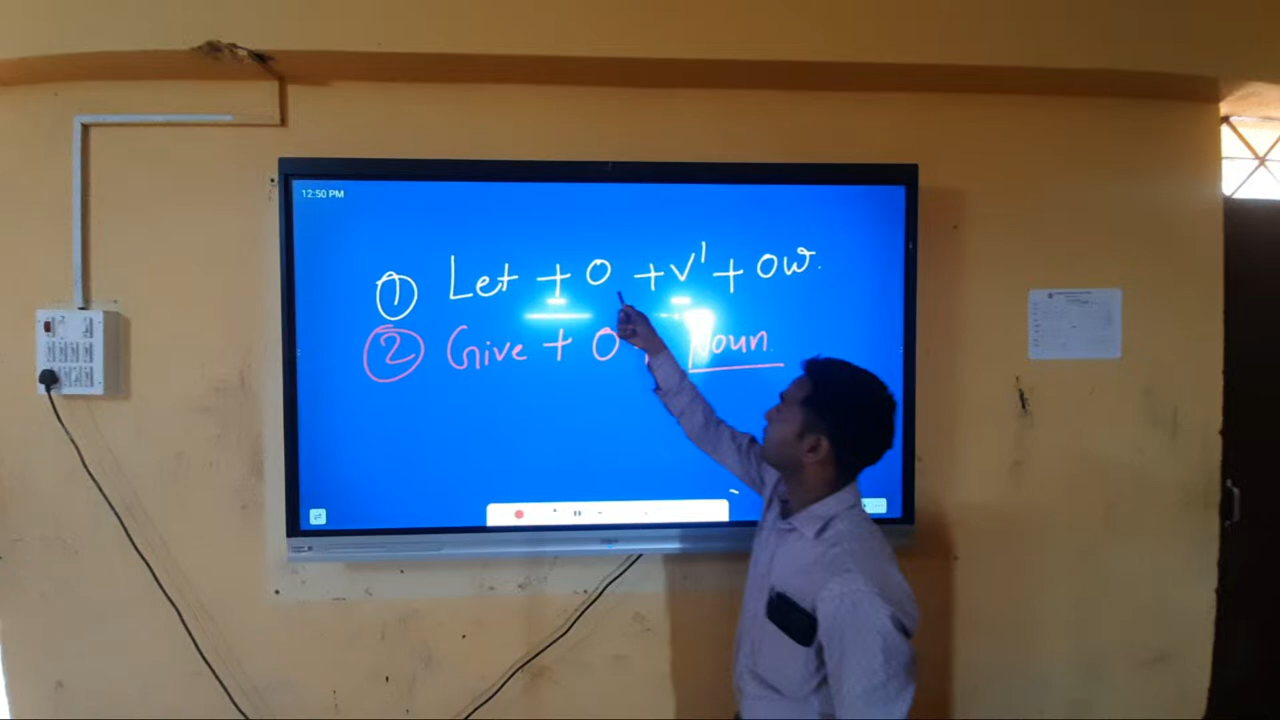 12:50 PM
① Let + O + V¹ + OW.
② Give + O + Noun.